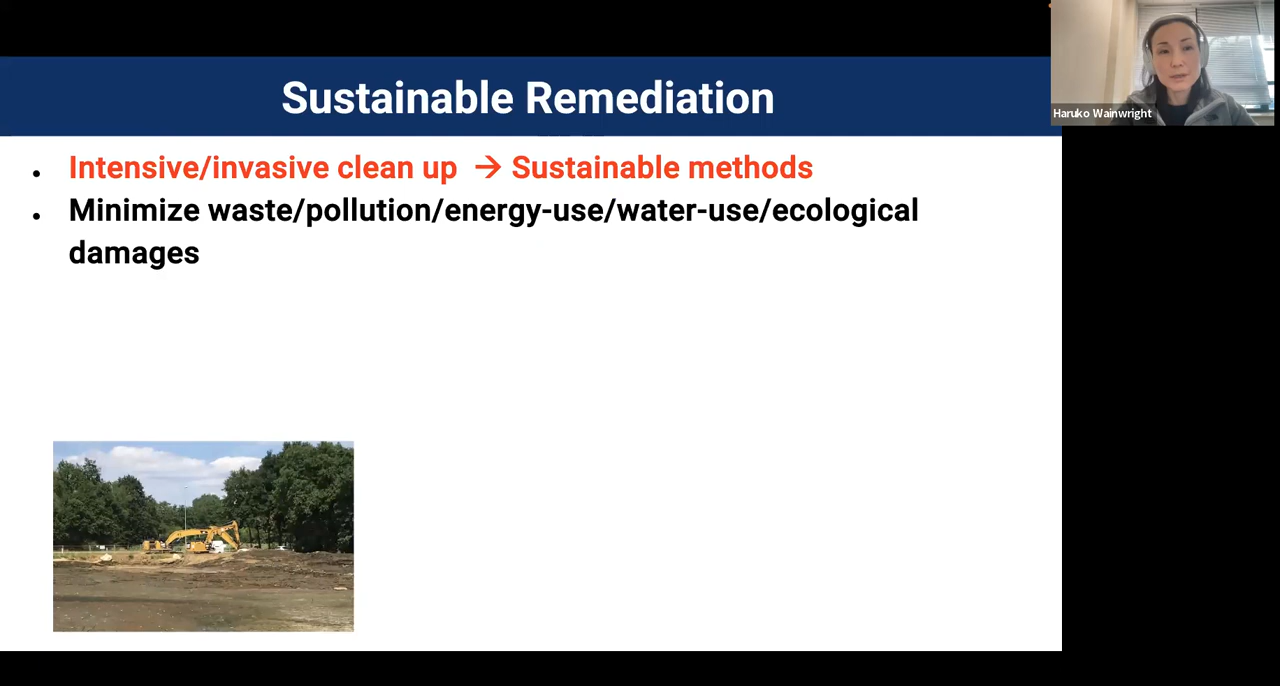 Sustainable Remediation
Haruko Wainwright
• Intensive/invasive clean up → Sustainable methods
• Minimize waste/pollution/energy-use/water-use/ecological
damages